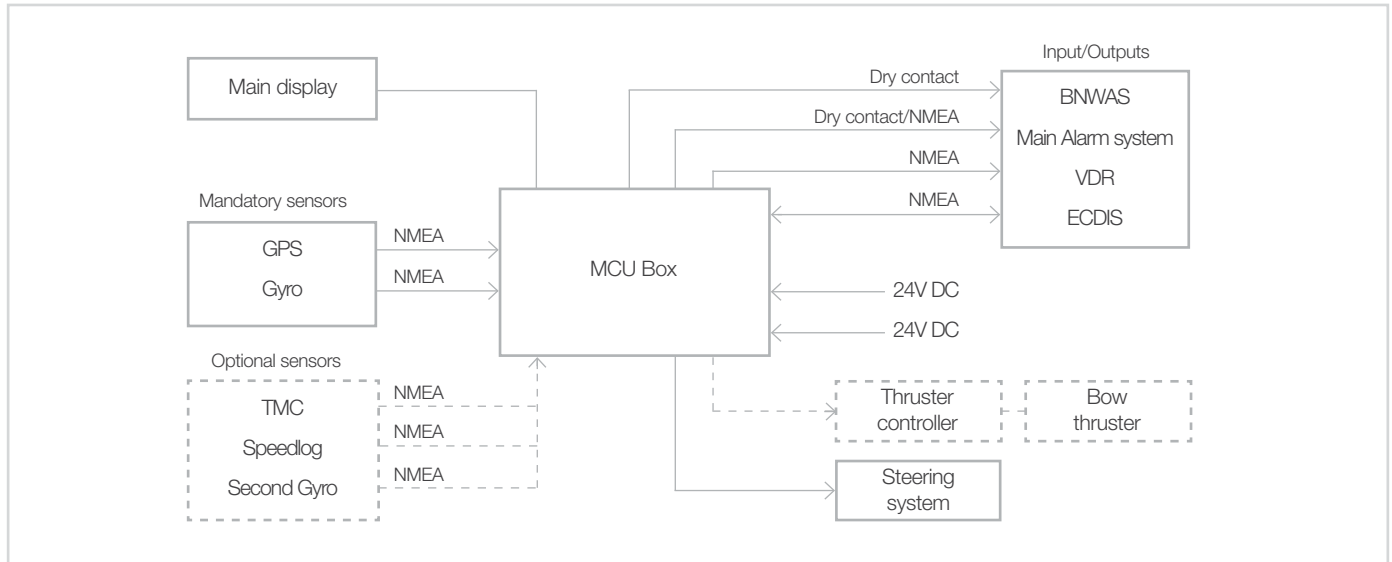 Main display
Mandatory sensors
GPS
Gyro
NMEA
NMEA
Optional sensors
TMC
Speedlog
Second Gyro
NMEA
NMEA
NMEA
MCU Box
Dry contact
Dry contact/NMEA
NMEA
NMEA
Input/Outputs
BNWAS
Main Alarm system
VDR
ECDIS
24V DC
24V DC
Thruster
controller
Bow
thruster
Steering
system